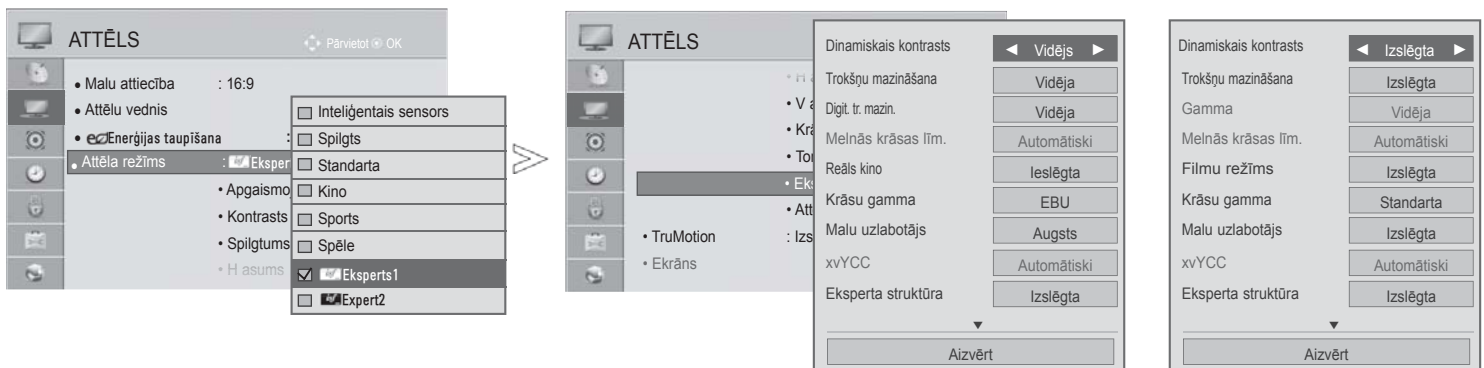 ATTĒLS
Pārvietot OK
• Malu attiecība : 16:9
• Attēlu vednis
• Enerģijas taupīšana :
• Attēla režīms : Eksper
• Apgaismo
• Kontrasts
• Spilgtums
• H asums
Inteliģentais sensors
Spilgts
Standarta
Kino
Sports
Spēle
Eksperts1
Expert2
ATTĒLS
• V a
• Krā
• Tor
• Eks
• Att
• TruMotion : Izs
• Ekrāns
Dinamiskais kontrasts ◄ Vidējs ►
Trokšņu mazināšana Vidēja
Digit. tr. mazin. Vidēja
Melnās krāsas līm. Automātiski
Reāls kino Ieslēgta
Krāsu gamma EBU
Malu uzlabotājs Augsts
xvYCC Automātiski
Eksperta struktūra Izslēgta
▼
Aizvērt
Dinamiskais kontrasts ◄ Izslēgta ►
Trokšņu mazināšana Izslēgta
Gamma Vidēja
Melnās krāsas līm. Automātiski
Filmu režīms Izslēgta
Krāsu gamma Standarta
Malu uzlabotājs Izslēgta
xvYCC Automātiski
Eksperta struktūra Izslēgta
▼
Aizvērt